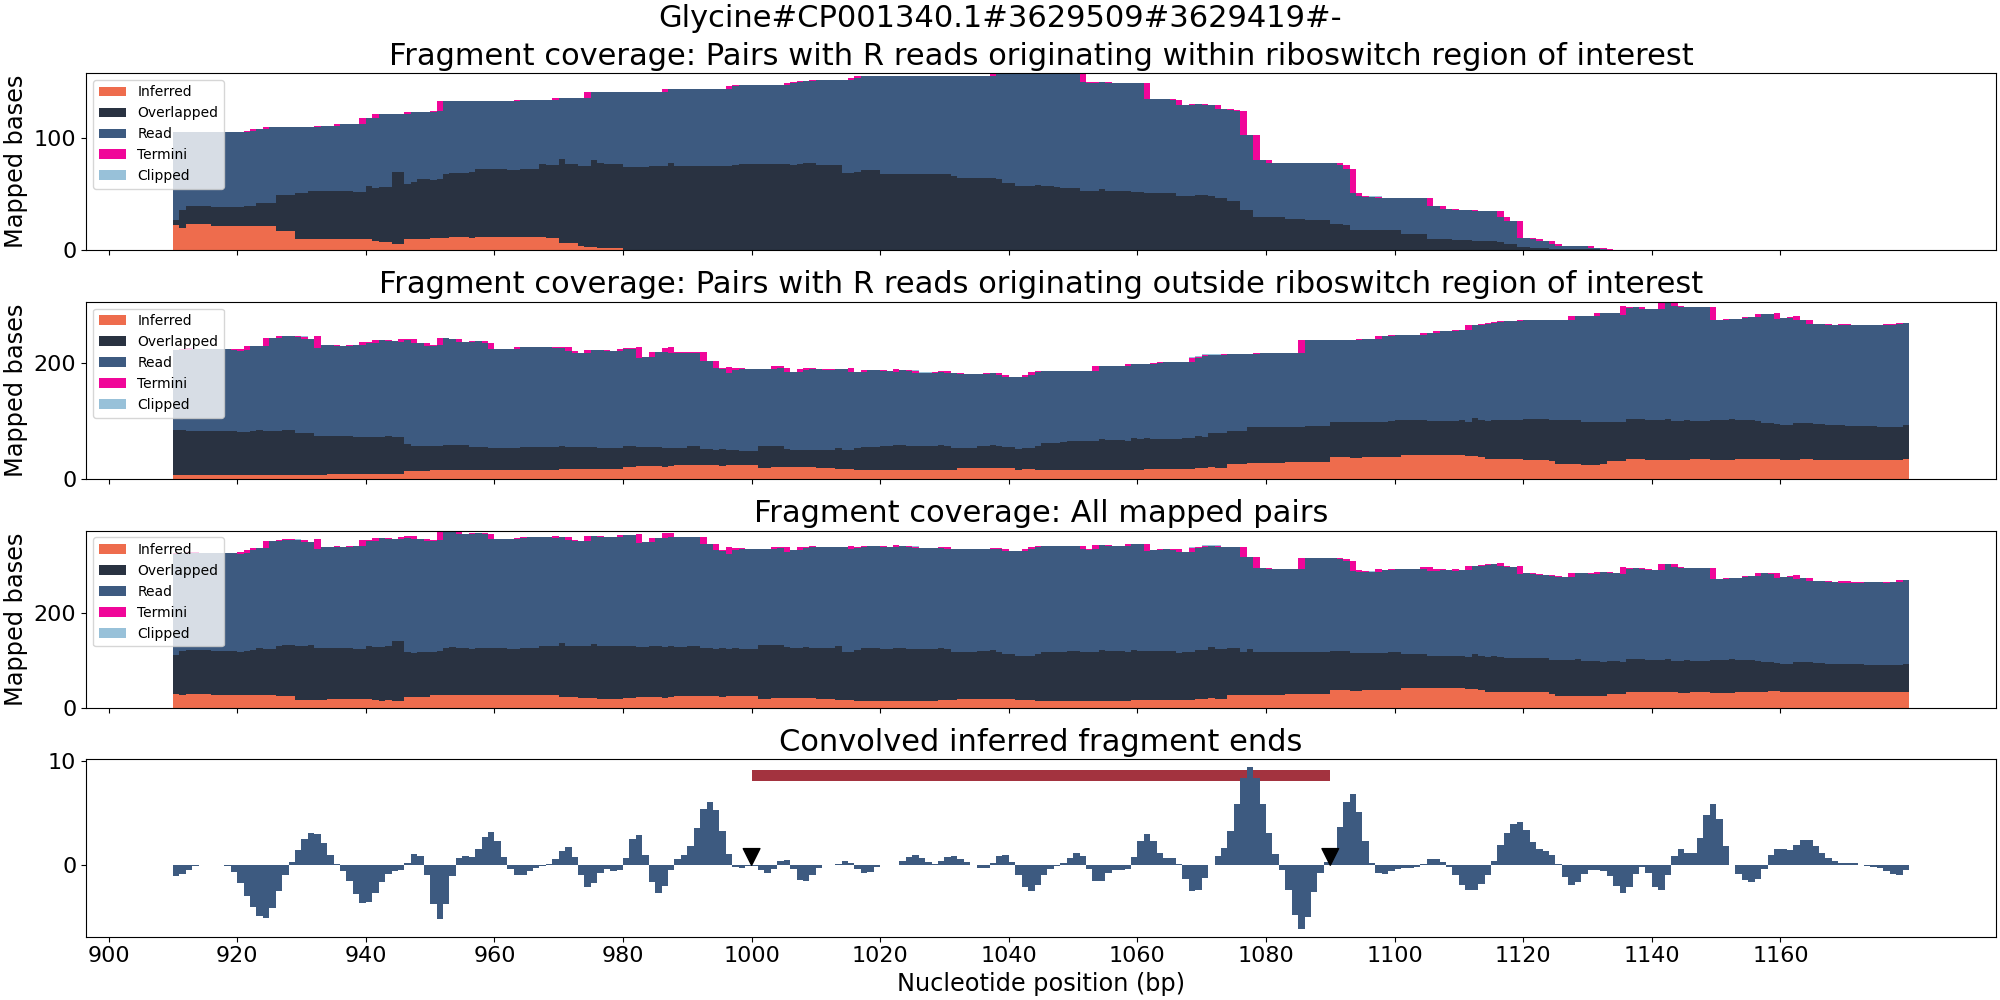 Glycine#CP001340.1#3629509#3629419#-
Fragment coverage: Pairs with R reads originating within riboswitch region of interest
Mapped bases
100
0
Inferred
Overlapped
Read
Termini
Clipped
Fragment coverage: Pairs with R reads originating outside riboswitch region of interest
Mapped bases
200
0
Inferred
Overlapped
Read
Termini
Clipped
Fragment coverage: All mapped pairs
Mapped bases
200
0
Inferred
Overlapped
Read
Termini
Clipped
Convolved inferred fragment ends
10
0
900 920 940 960 980 1000 1020 1040 1060 1080 1100 1120 1140 1160
Nucleotide position (bp)